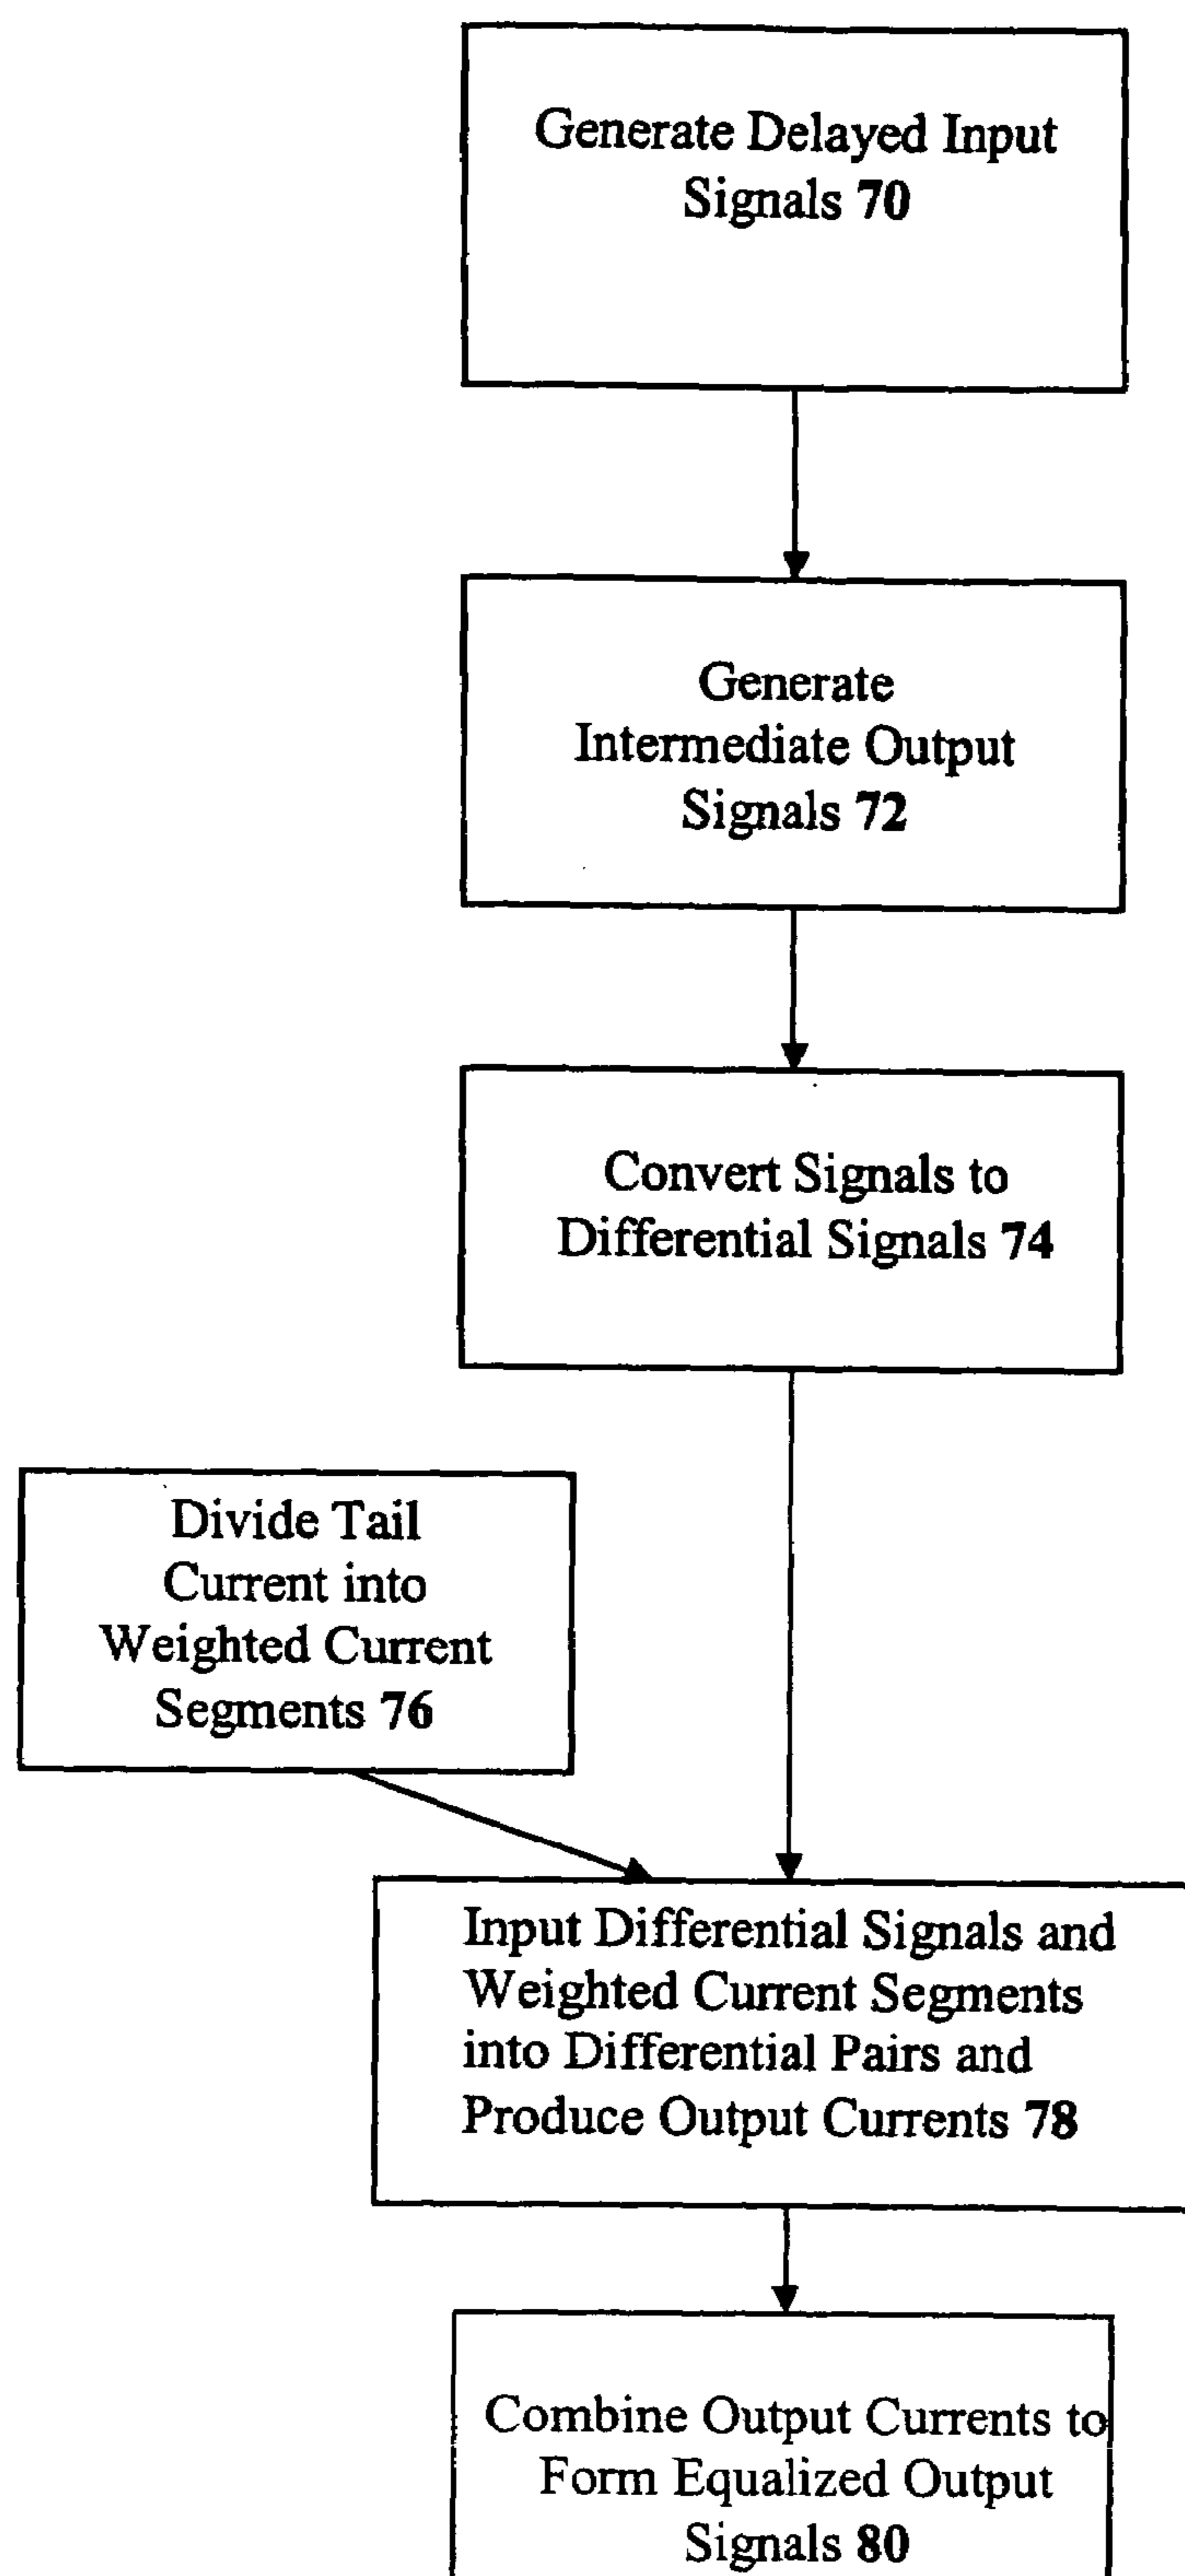 Generate Delayed Input
Signals 70
Generate
Intermediate Output
Signals 72
Convert Signals to
Differential Signals 74
Divide Tail
Current into
Weighted Current
Segments 76
Input Differential Signals and
Weighted Current Segments
into Differential Pairs and
Produce Output Currents 78
Combine Output Currents to
Form Equalized Output
Signals 80